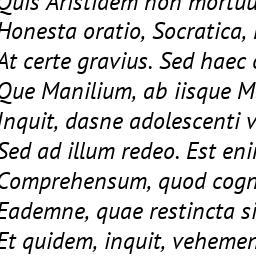 Quis Aristidem non mortuu
Honesta oratio, Socratica,
At certe gravius. Sed haec
Que Manilium, ab iisque M
Inquit, dasne adolescenti v
Sed ad illum redeo. Est eni
Comprehensum, quod cogn
Eademne, quae restincta si
Et quidem, inquit, vehemen